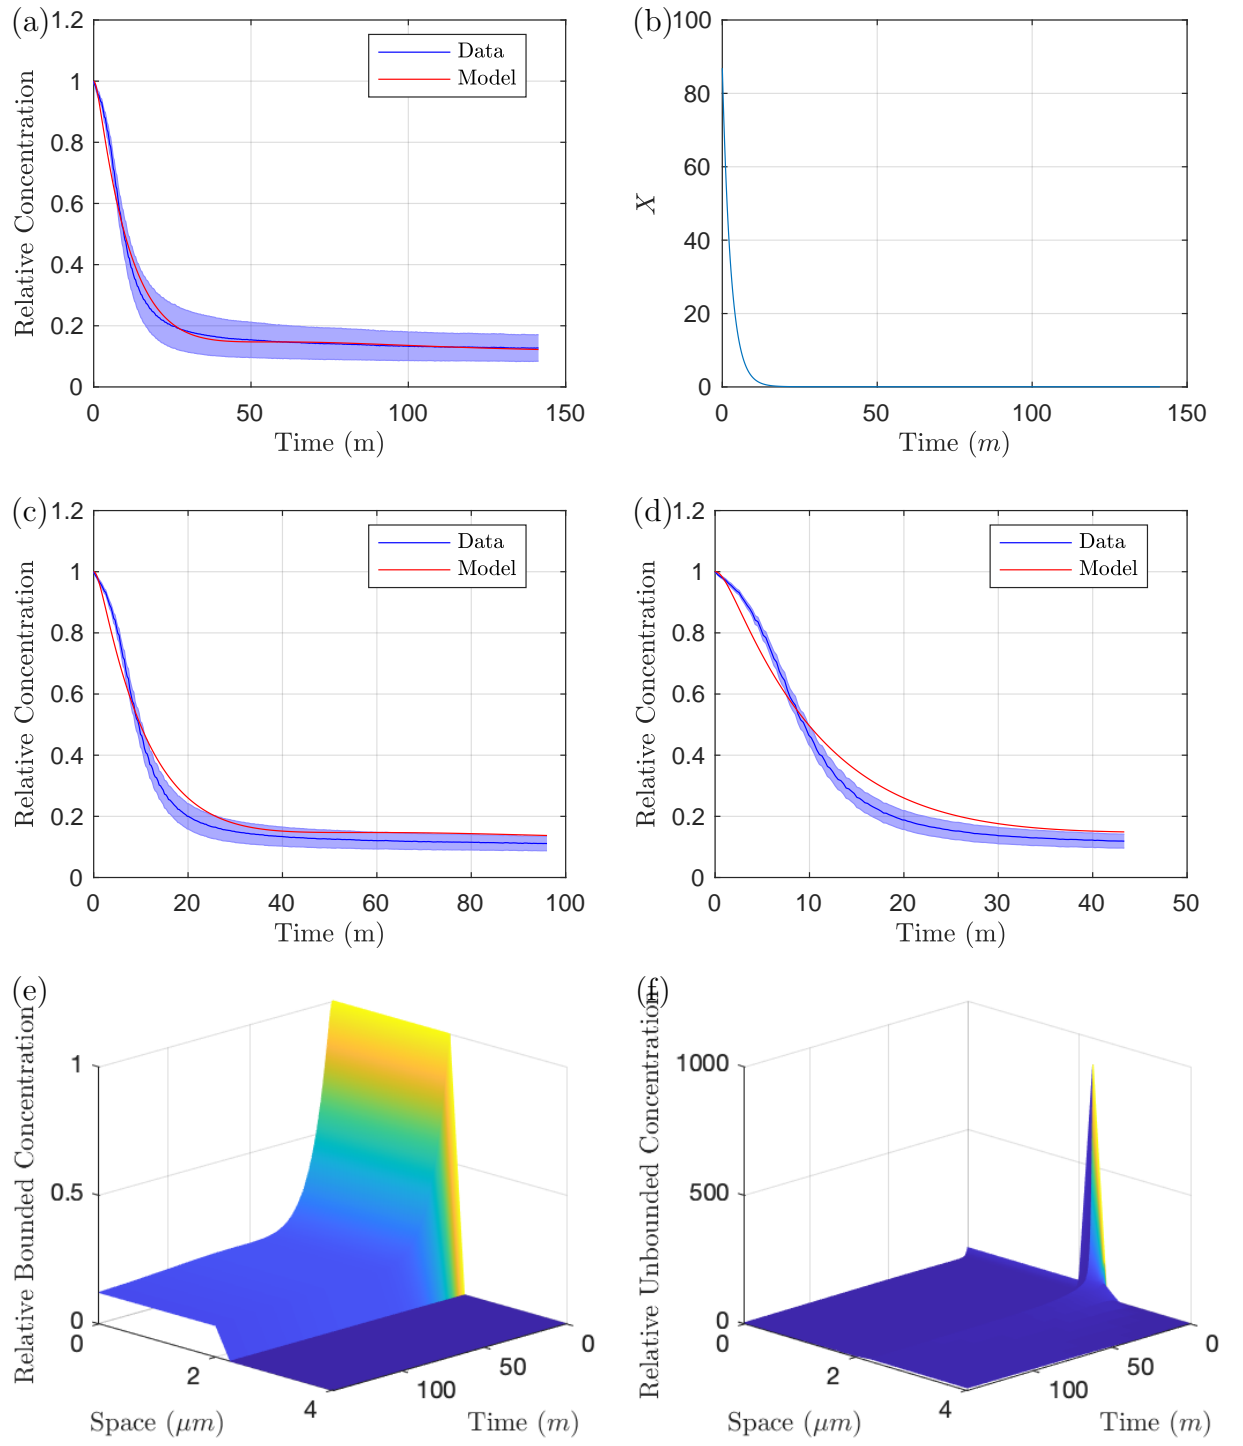 (a)
1.2
1
0.8
0.6
0.4
0.2
0
0 50 100 150
Relative Concentration
Time (m)
Data
Model
(b)
100
80
60
40
20
0
0 50 100 150
X
Time (m)
(c)
1.2
1
0.8
0.6
0.4
0.2
0
0 20 40 60 80 100
Relative Concentration
Time (m)
Data
Model
(d)
1.2
1
0.8
0.6
0.4
0.2
0
0 10 20 30 40 50
Relative Concentration
Time (m)
Data
Model
(e)
1
0.5
0
0 2 4
100 50 0
Relative Bounded Concentration
Space (μm)
Time (m)
(f)
1000
500
0
0 2 4
100 50 0
Relative Unbounded Concentration
Space (μm)
Time (m)